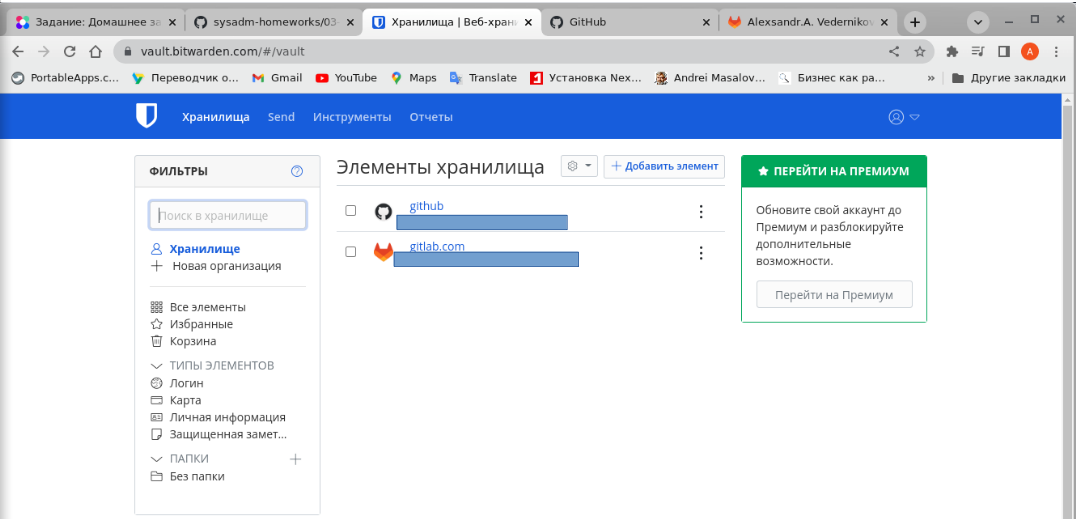 Задание: Домашнее за
sysadm-homeworks/03-
Хранилища | Веб-хран
GitHub
Alexsandr.A. Vedernikov
vault.bitwarden.com/#/vault
A
PortableApps.c...
Переводчик о...
Gmail
YouTube
Maps
Translate
Установка Nex...
Andrei Masalov...
Бизнес как ра...
»
Другие закладки
Хранилища
Send
Инструменты
Отчеты
ФИЛЬТРЫ
Поиск в хранилище
Хранилище
Новая организация
Все элементы
Избранные
Корзина
ТИПЫ ЭЛЕМЕНТОВ
Логин
Карта
Личная информация
Защищенная замет...
ПАПКИ
Без папки
Элементы хранилища
Добавить элемент
github
gitlab.com
ПЕРЕЙТИ НА ПРЕМИУМ
Обновите свой аккаунт до
Премиум и разблокируйте
дополнительные
возможности.
Перейти на Премиум